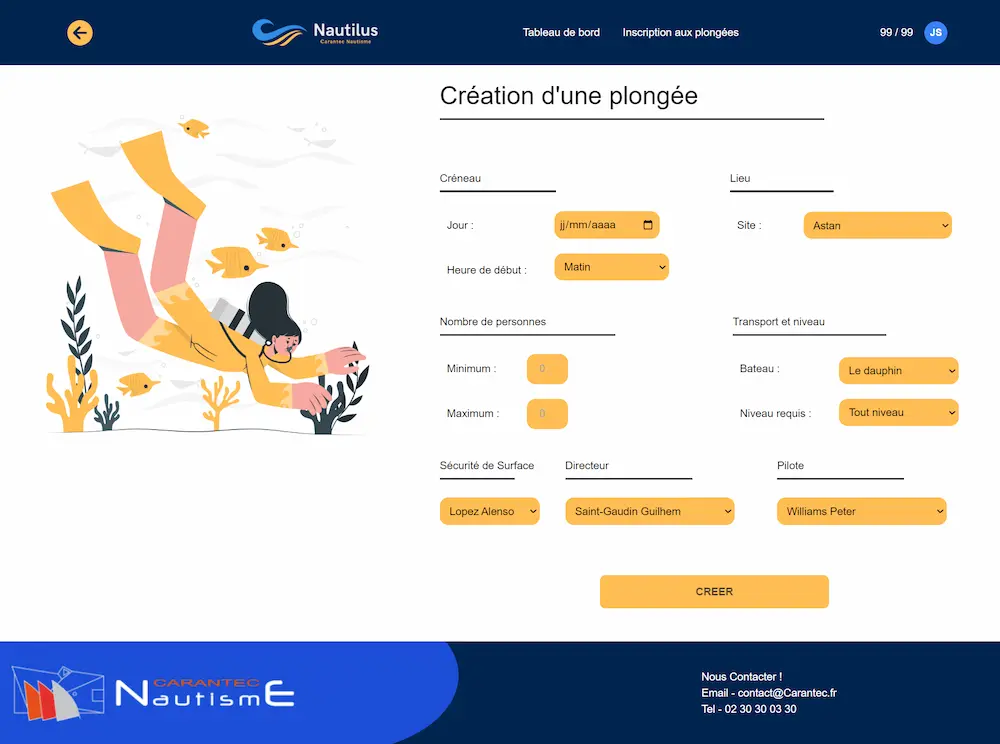 Nautilus
Carantec Nautisme
Tableau de bord
Inscription aux plongées
99 / 99
JS
Création d'une plongée
Créneau
Lieu
Jour :
jj/mm/aaaa
Site :
Astan
Heure de début :
Matin
Nombre de personnes
Transport et niveau
Minimum :
0
Bateau :
Le dauphin
Maximum :
0
Niveau requis :
Tout niveau
Sécurité de Surface
Directeur
Pilote
Lopez Alenso
Saint-Gaudin Guilhem
Williams Peter
CREER
CARANTEC
NautismE
Nous Contacter !
Email - contact@Carantec.fr
Tel - 02 30 30 03 30